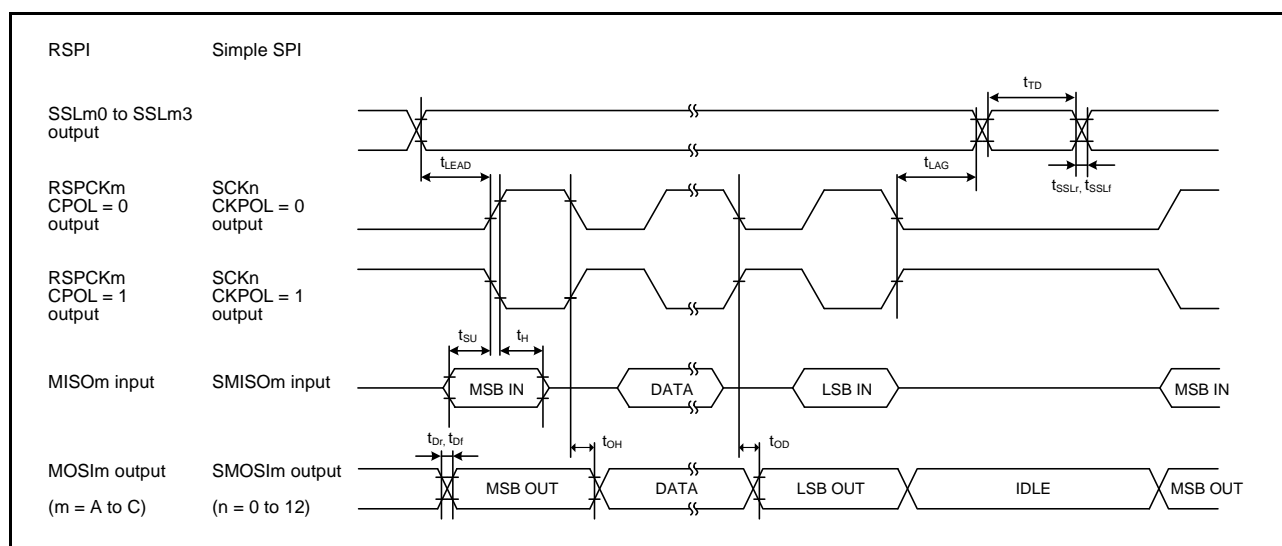 RSPI Simple SPI
tTD
SSLm0 to SSLm3
output
tLEAD
tLAG
tSSLr, tSSLf
RSPCKm SCKn
CPOL = 0 CKPOL = 0
output output
RSPCKm SCKn
CPOL = 1 CKPOL = 1
output output
tSU tH
MISOm input SMISOm input MSB IN DATA LSB IN MSB IN
tDr, tDf tOH tOD
MOSIm output SMOSIm output MSB OUT DATA LSB OUT IDLE MSB OUT
(m = A to C) (n = 0 to 12)